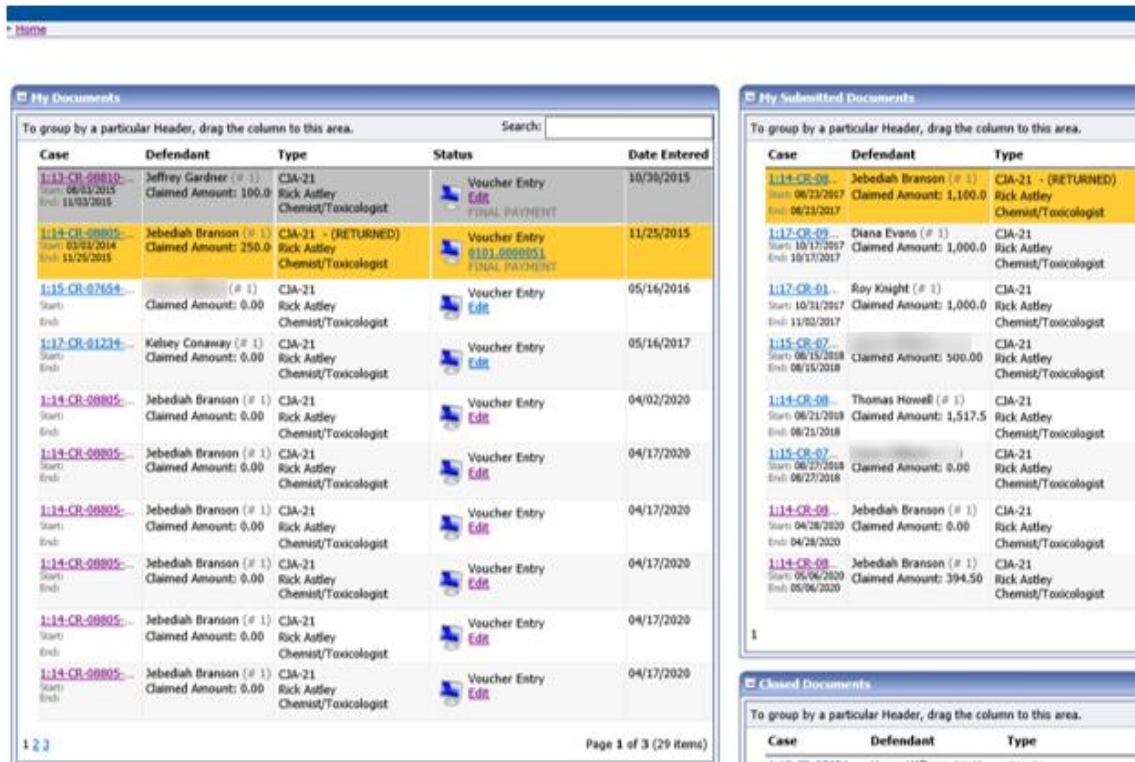 Home
My Documents
To group by a particular Header, drag the column to this area. Search:
Case Defendant Type Status Date Entered
1:13-CR-08810-... Jeffrey Gardner (# 1) CJA-21 Voucher Entry 10/30/2015
Start: 08/03/2015 Claimed Amount: 100.0 Rick Astley Edit
End: 11/03/2015 Chemist/Toxicologist FINAL PAYMENT
1:14-CR-08805-... Jebediah Branson (# 1) CJA-21 - (RETURNED) Voucher Entry 11/25/2015
Start: 03/03/2014 Claimed Amount: 250.0 Rick Astley 0101.0000051
End: 11/25/2015 Chemist/Toxicologist FINAL PAYMENT
1:15-CR-07654-... (# 1) CJA-21 Voucher Entry 05/16/2016
Start: Claimed Amount: 0.00 Rick Astley Edit
End: Chemist/Toxicologist
1:17-CR-01234-... Kelsey Conaway (# 1) CJA-21 Voucher Entry 05/16/2017
Start: Claimed Amount: 0.00 Rick Astley Edit
End: Chemist/Toxicologist
1:14-CR-08805-... Jebediah Branson (# 1) CJA-21 Voucher Entry 04/02/2020
Start: Claimed Amount: 0.00 Rick Astley Edit
End: Chemist/Toxicologist
1:14-CR-08805-... Jebediah Branson (# 1) CJA-21 Voucher Entry 04/17/2020
Start: Claimed Amount: 0.00 Rick Astley Edit
End: Chemist/Toxicologist
1:14-CR-08805-... Jebediah Branson (# 1) CJA-21 Voucher Entry 04/17/2020
Start: Claimed Amount: 0.00 Rick Astley Edit
End: Chemist/Toxicologist
1:14-CR-08805-... Jebediah Branson (# 1) CJA-21 Voucher Entry 04/17/2020
Start: Claimed Amount: 0.00 Rick Astley Edit
End: Chemist/Toxicologist
1:14-CR-08805-... Jebediah Branson (# 1) CJA-21 Voucher Entry 04/17/2020
Start: Claimed Amount: 0.00 Rick Astley Edit
End: Chemist/Toxicologist
1:14-CR-08805-... Jebediah Branson (# 1) CJA-21 Voucher Entry 04/17/2020
Start: Claimed Amount: 0.00 Rick Astley Edit
End: Chemist/Toxicologist
1 2 3 Page 1 of 3 (29 items)
My Submitted Documents
To group by a particular Header, drag the column to this area.
Case Defendant Type
1:14-CR-08... Jebediah Branson (# 1) CJA-21 - (RETURNED)
Start: 08/23/2017 Claimed Amount: 1,100.0 Rick Astley
End: 08/23/2017 Chemist/Toxicologist
1:17-CR-09... Diana Evans (# 1) CJA-21
Start: 10/17/2017 Claimed Amount: 1,000.0 Rick Astley
End: 10/17/2017 Chemist/Toxicologist
1:17-CR-01... Roy Knight (# 1) CJA-21
Start: 10/31/2017 Claimed Amount: 1,000.0 Rick Astley
End: 11/02/2017 Chemist/Toxicologist
1:15-CR-07... CJA-21
Start: 08/15/2018 Claimed Amount: 500.00 Rick Astley
End: 08/15/2018 Chemist/Toxicologist
1:14-CR-08... Thomas Howell (# 1) CJA-21
Start: 08/21/2018 Claimed Amount: 1,517.5 Rick Astley
End: 08/21/2018 Chemist/Toxicologist
1:15-CR-07... CJA-21
Start: 08/27/2018 Claimed Amount: 0.00 Rick Astley
End: 08/27/2018 Chemist/Toxicologist
1:14-CR-08... Jebediah Branson (# 1) CJA-21
Start: 04/28/2020 Claimed Amount: 0.00 Rick Astley
End: 04/28/2020 Chemist/Toxicologist
1:14-CR-08... Jebediah Branson (# 1) CJA-21
Start: 05/06/2020 Claimed Amount: 394.50 Rick Astley
End: 05/06/2020 Chemist/Toxicologist
1
Closed Documents
To group by a particular Header, drag the column to this area.
Case Defendant Type